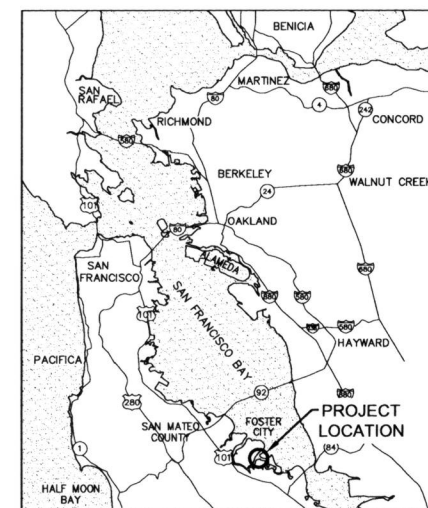 BENICIA
680
MARTINEZ
SAN
RAFAEL
80
4
242
RICHMOND
CONCORD
580
680
BERKELEY
WALNUT CREEK
24
101
80
OAKLAND
SAN
FRANCISCO
ALAMEDA
680
880
580
101
SAN FRANCISCO BAY
580
HAYWARD
PACIFICA
92
880
280
PROJECT
LOCATION
SAN MATEO
COUNTY
FOSTER
CITY
1
101
84
HALF MOON
BAY